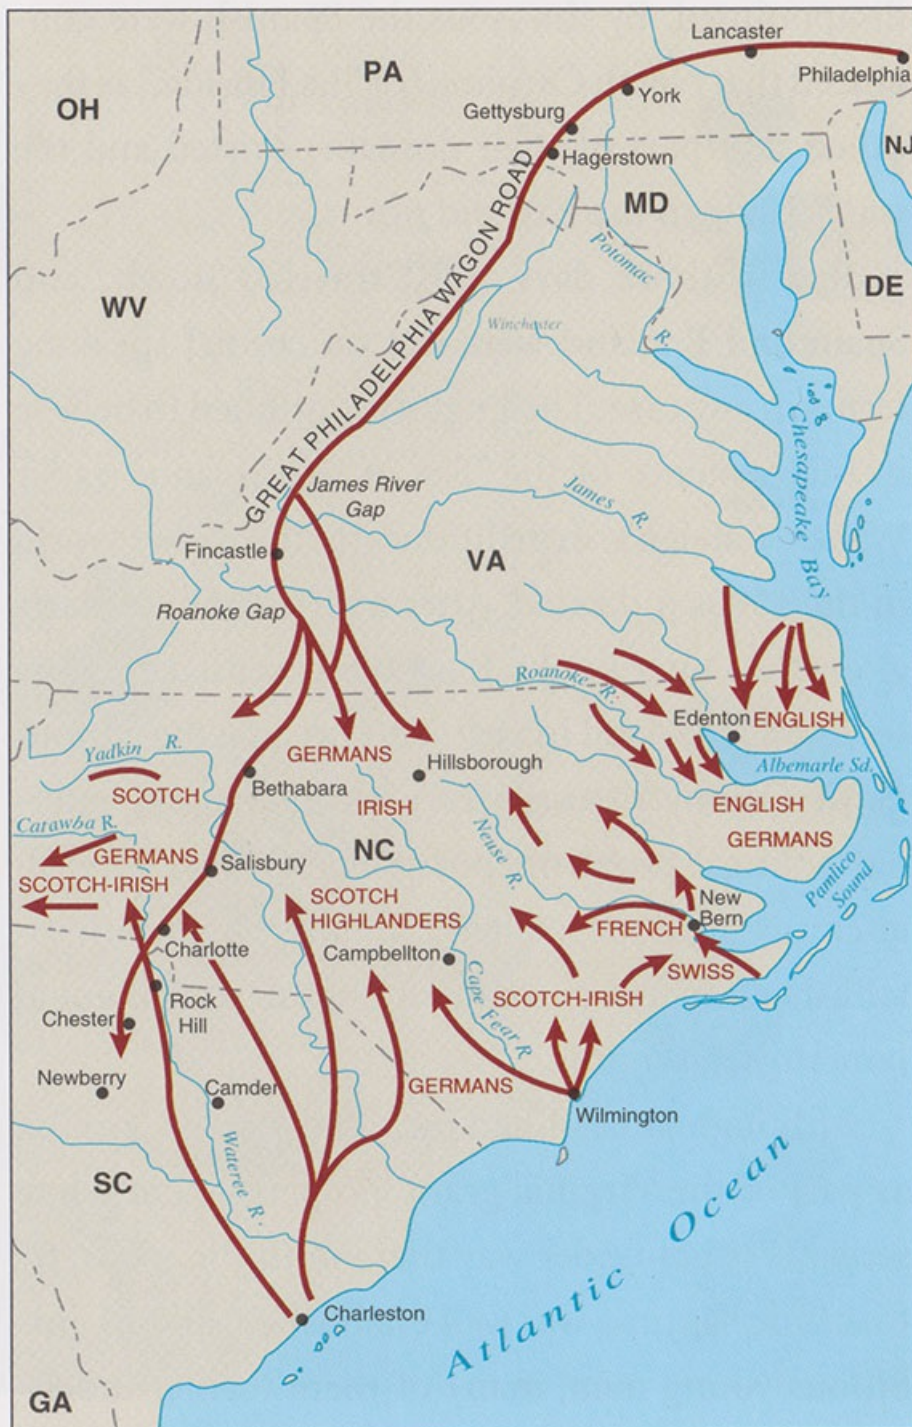 Lancaster
PA
Philadelphia
OH
York
Gettysburg
NJ
Hagerstown
MD
GREAT PHILADELPHIA WAGON ROAD
Potomac
R.
DE
WV
Winchester
Chesapeake Bay
James River
Gap
James R.
Fincastle
VA
Roanoke Gap
Roanoke R.
Edenton
ENGLISH
Yadkin R.
GERMANS
Hillsborough
Albemarle Sd.
Bethabara
SCOTCH
IRISH
ENGLISH
Catawba R.
Neuse R.
GERMANS
GERMANS
NC
SCOTCH-IRISH
Salisbury
Pamlico
Sound
SCOTCH
HIGHLANDERS
New
Bern
FRENCH
Charlotte
Campbellton
SWISS
Rock
Hill
Cape Fear R
SCOTCH-IRISH
Chester
Newberry
Camder
GERMANS
Wilmington
Wateree R.
SC
Atlantic Ocean
Charleston
GA